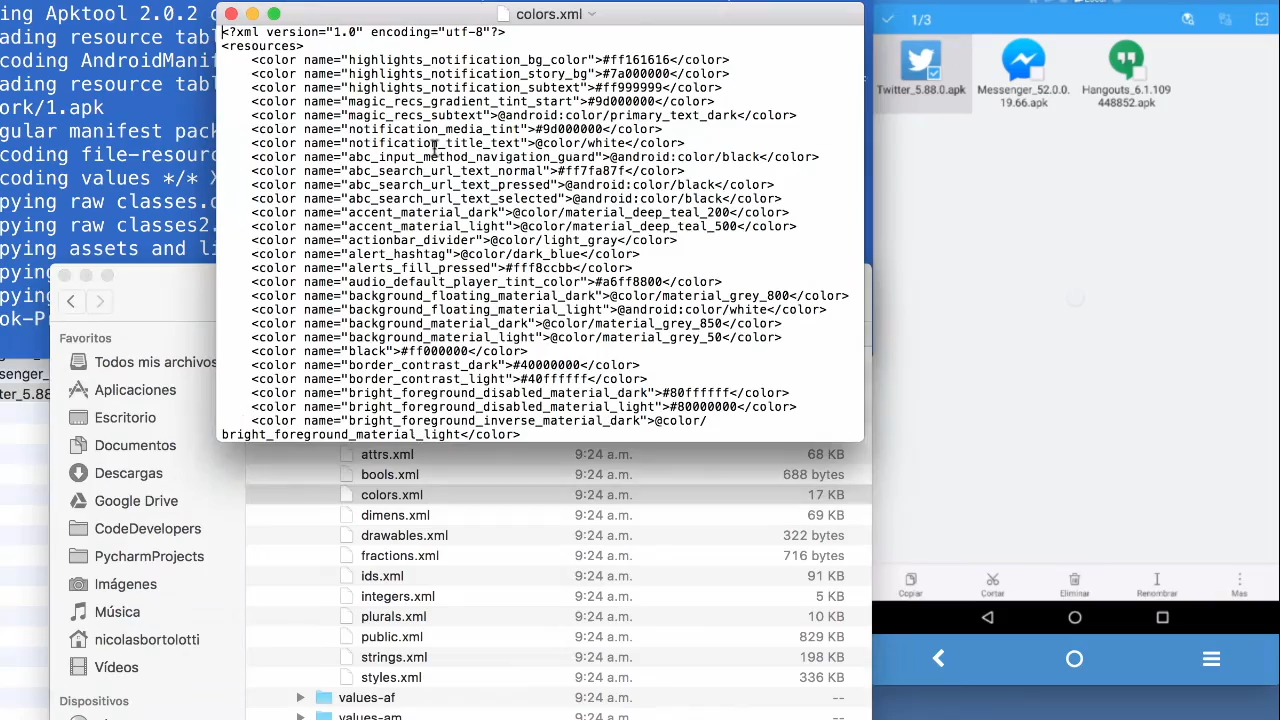 ing Apktool 2.0.2
ading resource tabl
coding AndroidManif
ading resource tabl
ork/1.apk
gular manifest pack
coding file-resourc
coding values */* X
pying raw classes.
pying raw classes2.
pying assets and li
pying
pying
ok-P
senger_
tter_5.88
colors.xml
<?xml version="1.0" encoding="utf-8"?>
<resources>
<color name="highlights_notification_bg_color">#ff161616</color>
<color name="highlights_notification_story_bg">#7a000000</color>
<color name="highlights_notification_subtext">#ff999999</color>
<color name="magic_recs_gradient_tint_start">#9d000000</color>
<color name="magic_recs_subtext">@android:color/primary_text_dark</color>
<color name="notification_media_tint">#9d000000</color>
<color name="notification_title_text">@color/white</color>
<color name="abc_input_method_navigation_guard">@android:color/black</color>
<color name="abc_search_url_text_normal">#ff7fa87f</color>
<color name="abc_search_url_text_pressed">@android:color/black</color>
<color name="abc_search_url_text_selected">@android:color/black</color>
<color name="accent_material_dark">@color/material_deep_teal_200</color>
<color name="accent_material_light">@color/material_deep_teal_500</color>
<color name="actionbar_divider">@color/light_gray</color>
<color name="alert_hashtag">@color/dark_blue</color>
<color name="alerts_fill_pressed">#fff8ccbb</color>
<color name="audio_default_player_tint_color">#a6ff8800</color>
<color name="background_floating_material_dark">@color/material_grey_800</color>
<color name="background_floating_material_light">@android:color/white</color>
<color name="background_material_dark">@color/material_grey_850</color>
<color name="background_material_light">@color/material_grey_50</color>
<color name="black">#ff000000</color>
<color name="border_contrast_dark">#40000000</color>
<color name="border_contrast_light">#40ffffff</color>
<color name="bright_foreground_disabled_material_dark">#80ffffff</color>
<color name="bright_foreground_disabled_material_light">#80000000</color>
<color name="bright_foreground_inverse_material_dark">@color/
bright_foreground_material_light</color>
Favoritos
Todos mis archivos
Aplicaciones
Escritorio
Documentos
Descargas
Google Drive
CodeDevelopers
PycharmProjects
Imágenes
Música
nicolasbortolotti
Vídeos
Dispositivos
attrs.xml 9:24 a.m. 68 KB
bools.xml 9:24 a.m. 688 bytes
colors.xml 9:24 a.m. 17 KB
dimens.xml 9:24 a.m. 69 KB
drawables.xml 9:24 a.m. 322 bytes
fractions.xml 9:24 a.m. 716 bytes
ids.xml 9:24 a.m. 91 KB
integers.xml 9:24 a.m. 5 KB
plurals.xml 9:24 a.m. 10 KB
public.xml 9:24 a.m. 829 KB
strings.xml 9:24 a.m. 198 KB
styles.xml 9:24 a.m. 336 KB
values-af 9:24 a.m. --
values-am 9:24 a.m. --
1/3
Twitter_5.88.0.apk
Messenger_52.0.0.
19.66.apk
Hangouts_6.1.109
448852.apk
Copiar
Cortar
Eliminar
Renombrar
Mas